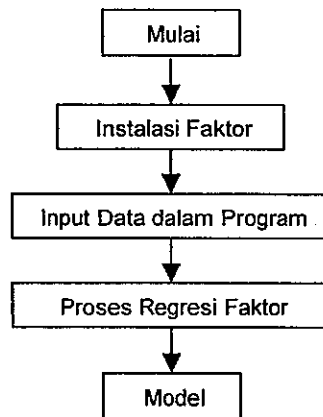 Mulai
Instalasi Faktor
Input Data dalam Program
Proses Regresi Faktor
Model